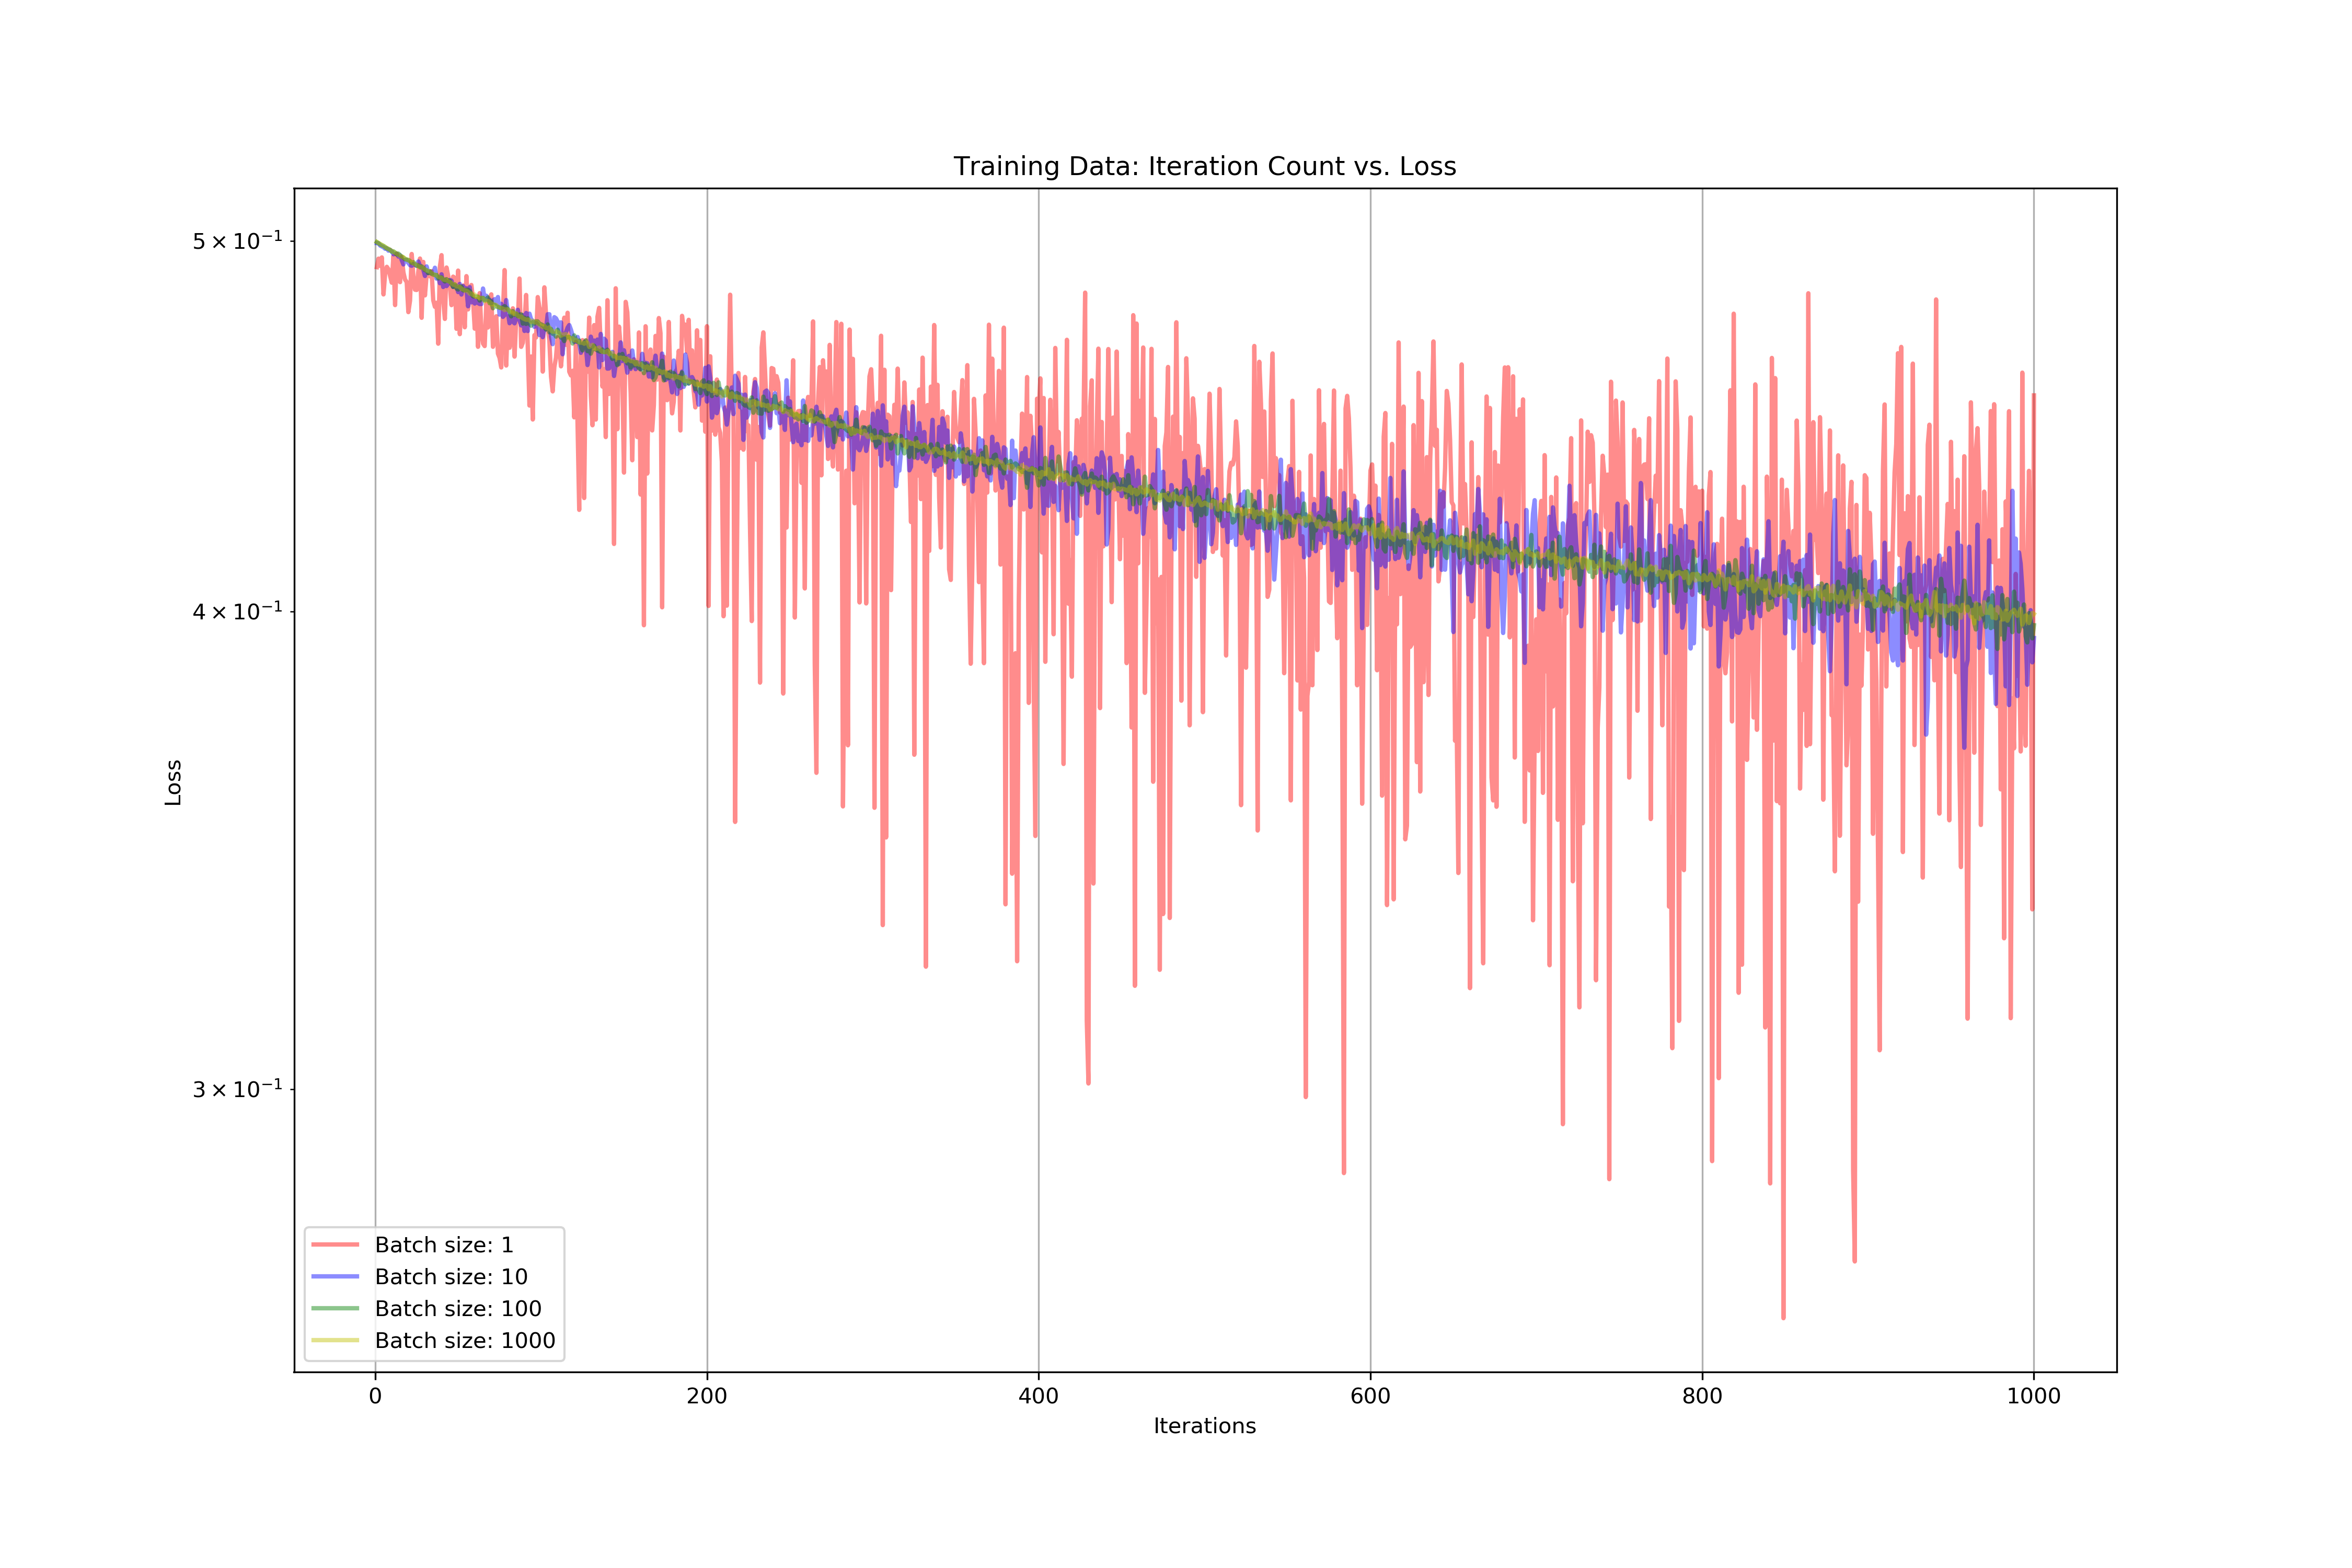 Training Data: Iteration Count vs. Loss
5 × 10⁻¹
4 × 10⁻¹
3 × 10⁻¹
Loss
Batch size: 1
Batch size: 10
Batch size: 100
Batch size: 1000
0 200 400 600 800 1000
Iterations